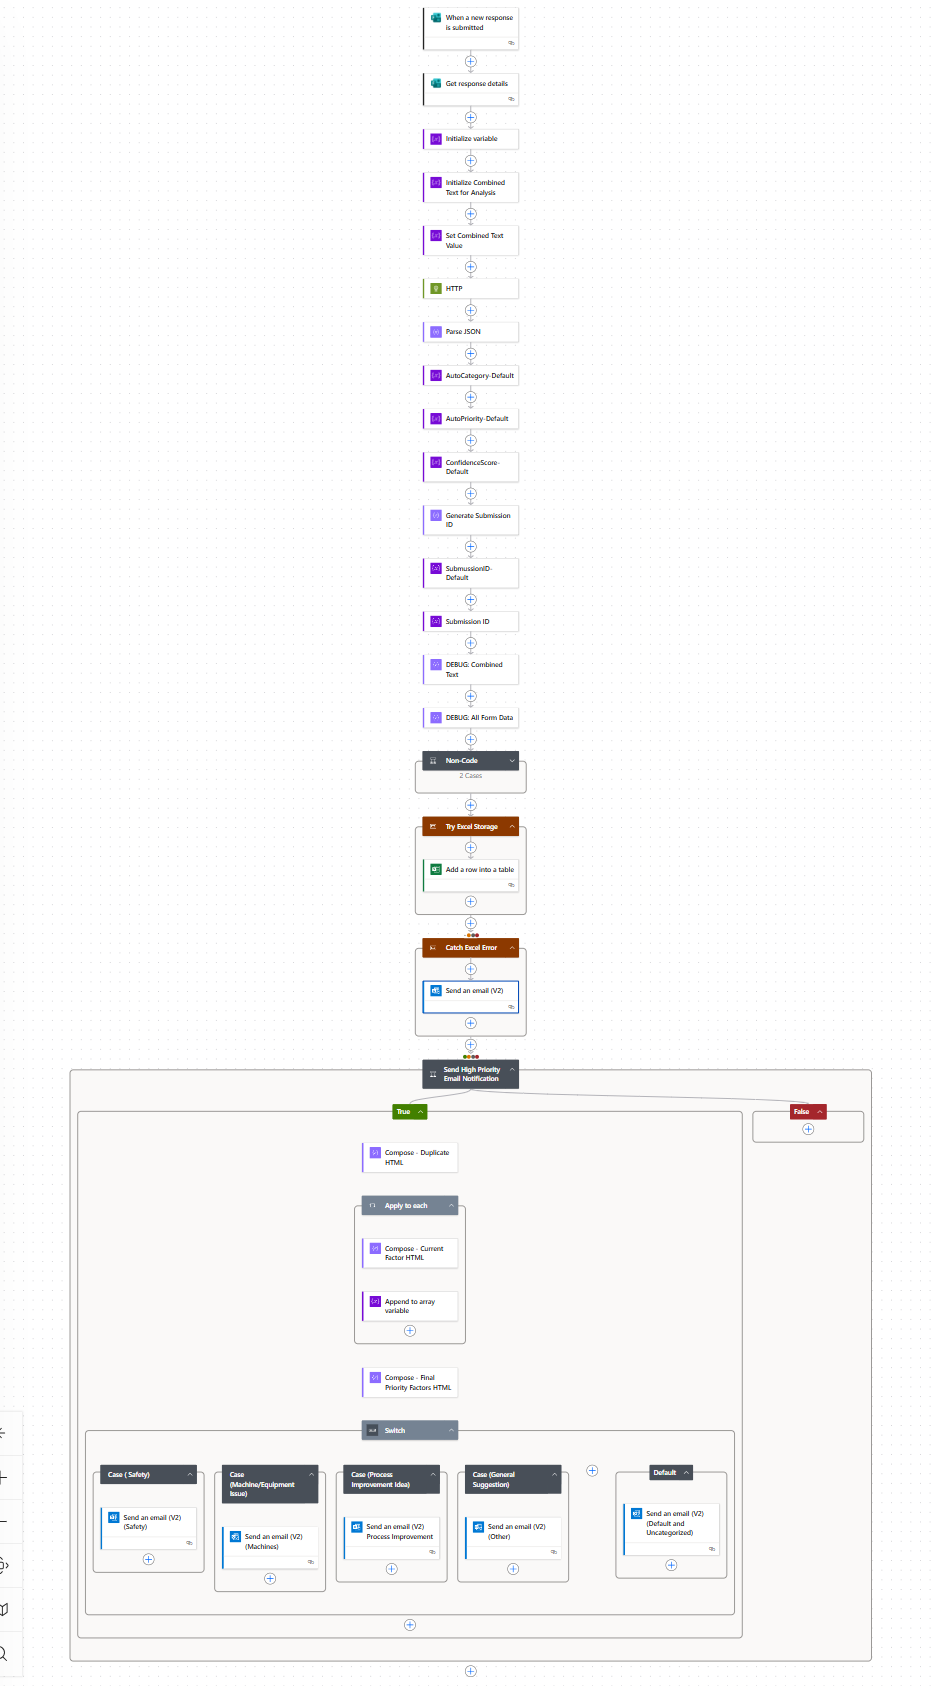 When a new response
is submitted
Get response details
Initialize variable
Initialize Combined
Text for Analysis
Set Combined Text
Value
HTTP
Parse JSON
AutoCategory-Default
AutoPriority-Default
ConfidenceScore-
Default
Generate Submission
ID
SubmussionID-
Default
Submission ID
DEBUG: Combined
Text
DEBUG: All Form Data
Non-Code
2 Cases
Try Excel Storage
Add a row into a table
Catch Excel Error
Send an email (V2)
Send High Priority
Email Notification
True
False
Compose - Duplicate
HTML
Apply to each
Compose - Current
Factor HTML
Append to array
variable
Compose - Final
Priority Factors HTML
Switch
Case ( Safety)
Send an email (V2)
(Safety)
Case
(Machine/Equipment
Issue)
Send an email (V2)
(Machines)
Case (Process
Improvement Idea)
Send an email (V2)
Process Improvement
Case (General
Suggestion)
Send an email (V2)
(Other)
Default
Send an email (V2)
(Default and
Uncategorized)